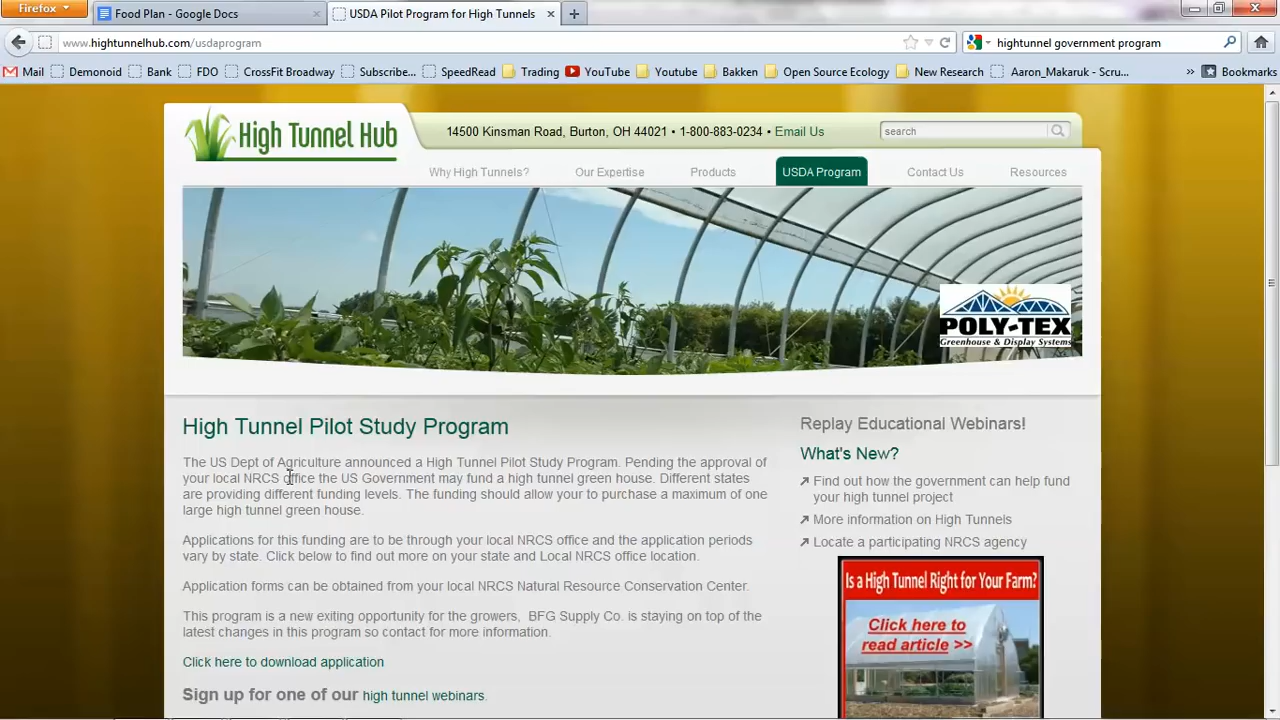 Firefox
Food Plan - Google Docs
USDA Pilot Program for High Tunnels
www.hightunnelhub.com/usdaprogram
hightunnel government program
Mail
Demonoid
Bank
FDO
CrossFit Broadway
Subscribe...
SpeedRead
Trading
YouTube
Youtube
Bakken
Open Source Ecology
New Research
Aaron_Makaruk - Scru...
Bookmarks
High Tunnel Hub
14500 Kinsman Road, Burton, OH 44021 • 1-800-883-0234 • Email Us
search
Why High Tunnels?
Our Expertise
Products
USDA Program
Contact Us
Resources
POLY-TEX
Greenhouse & Display Systems
High Tunnel Pilot Study Program
The US Dept of Agriculture announced a High Tunnel Pilot Study Program. Pending the approval of
your local NRCS office the US Government may fund a high tunnel green house. Different states
are providing different funding levels. The funding should allow your to purchase a maximum of one
large high tunnel green house.
Applications for this funding are to be through your local NRCS office and the application periods
vary by state. Click below to find out more on your state and Local NRCS office location.
Application forms can beobtained from your local NRCS Natural Resource Conservation Center.
This program is a new exiting opportunity for the growers, BFG Supply Co. is staying on top of the
latest changes in this program so contact for more information.
Click here to download application
Sign up for one of our high tunnel webinars.
Replay Educational Webinars!
What's New?
Find out how the government can help fund
your high tunnel project
More information on High Tunnels
Locate a participating NRCS agency
Is a High Tunnel Right for Your Farm?
Click here to
read article >>